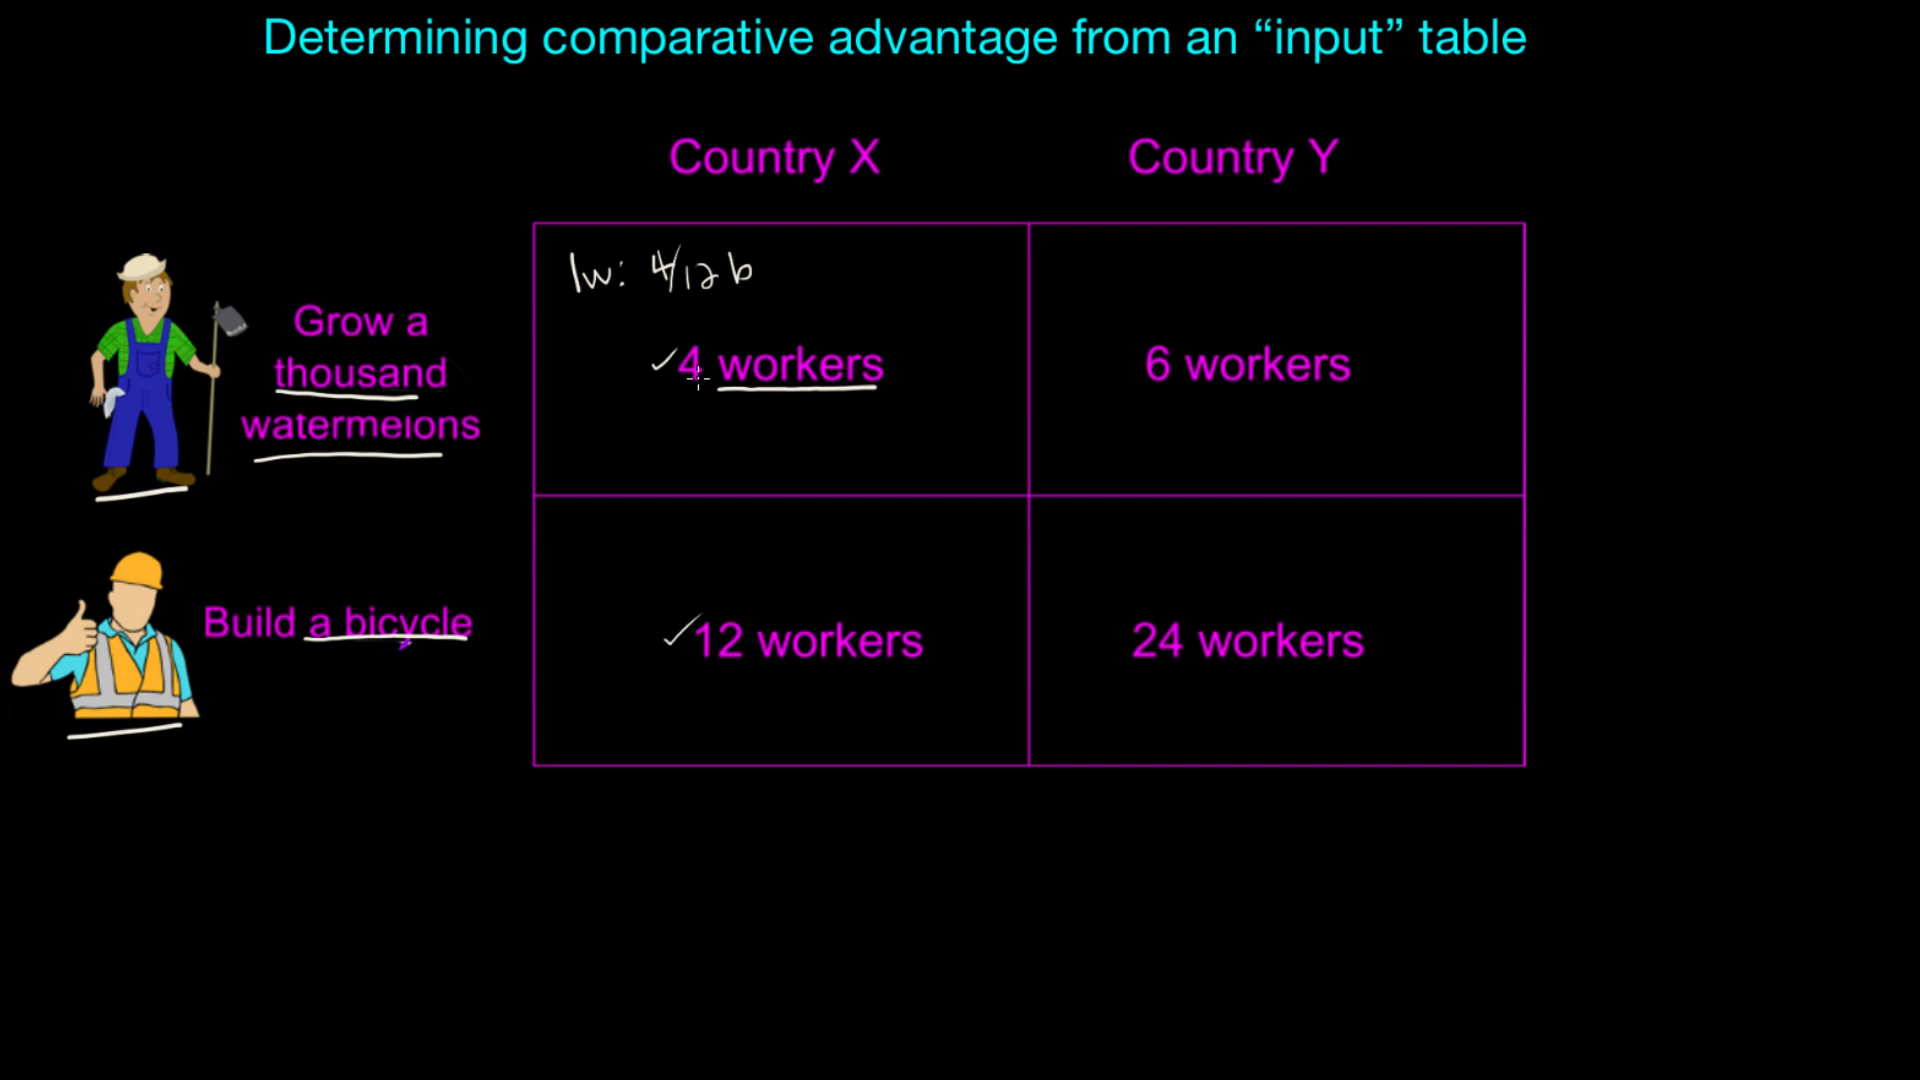 Determining comparative advantage from an “input” table
Country X
Country Y
Grow a
thousand
watermelons
1w: 4/12 b
4 workers
6 workers
Build a bicycle
12 workers
24 workers